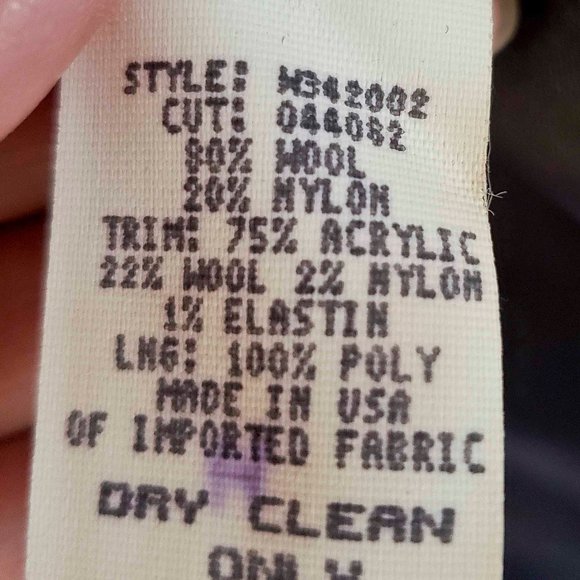 STYLE: W342002
CUT: 044082
80% WOOL
20% NYLON
TRIM: 75% ACRYLIC
22% WOOL 2% NYLON
1% ELASTIN
LNG: 100% POLY
MADE IN USA
OF IMPORTED FABRIC
DRY CLEAN
ONLY